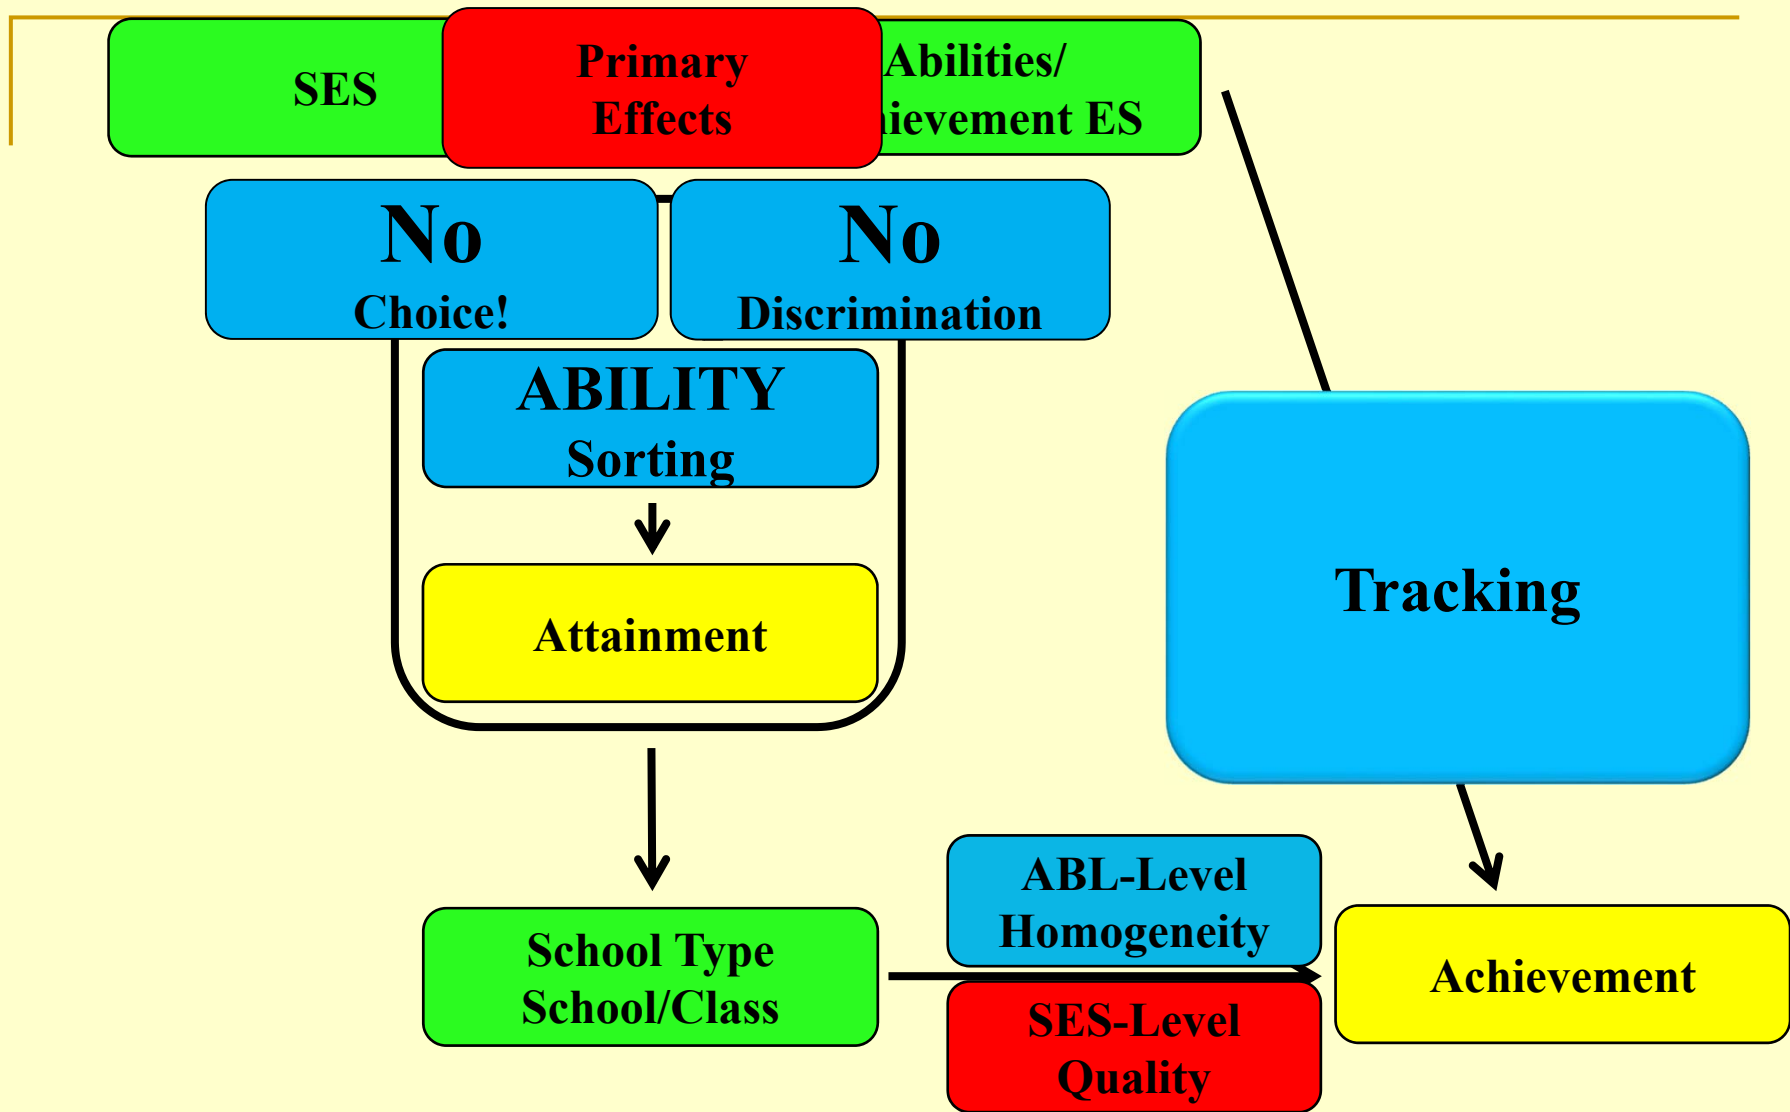 SES
Primary
Effects
Abilities/
ievement ES
No
Choice!
No
Discrimination
ABILITY
Sorting
Attainment
Tracking
ABL-Level
Homogeneity
School Type
School/Class
Achievement
SES-Level
Quality